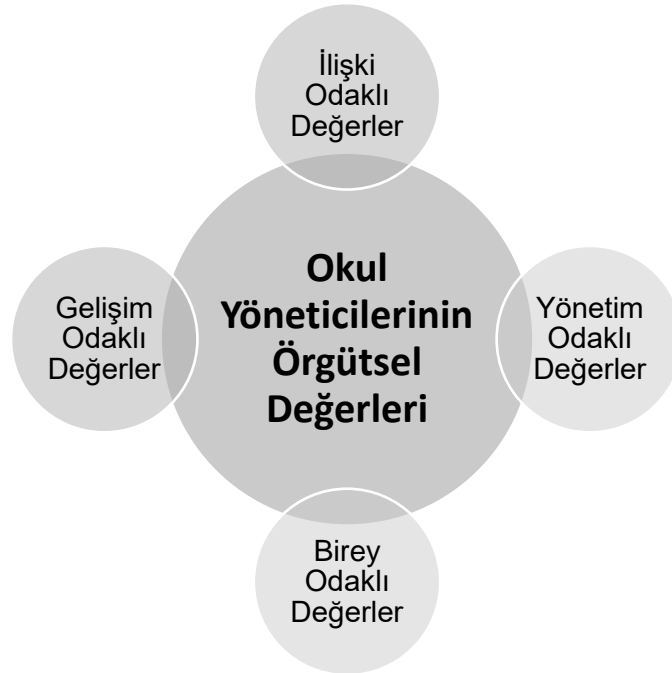 İlişki
Odaklı
Değerler
Okul
Yöneticilerinin
Örgütsel
Değerleri
Gelişim
Odaklı
Değerler
Yönetim
Odaklı
Değerler
Birey
Odaklı
Değerler